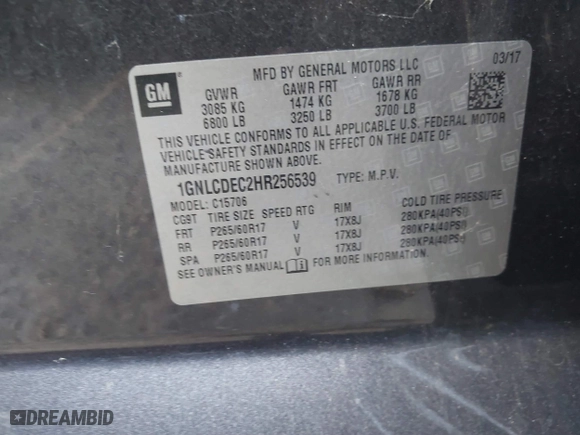 MFD BY GENERAL MOTORS LLC 03/17
GM
GVWR GAWR FRT GAWR RR
3085 KG 1474 KG 1678 KG
6800 LB 3250 LB 3700 LB
THIS VEHICLE CONFORMS TO ALL APPLICABLE U.S. FEDERAL MOTOR
VEHICLE SAFETY STANDARDS IN EFFECT ON THE DATE OF
MANUFACTURE SHOWN ABOVE.
1GNLCDEC2HR256539 TYPE: M.P.V.
MODEL: C15706
CG9T TIRE SIZE SPEED RTG RIM COLD TIRE PRESSURE
FRT P265/60R17 V 17X8J 280KPA(40PSI)
RR P265/60R17 V 17X8J 280KPA(40PSI)
SPA P265/60R17 V 17X8J 280KPA(40PSI)
SEE OWNER'S MANUAL FOR MORE INFORMATION.
DREAMBID